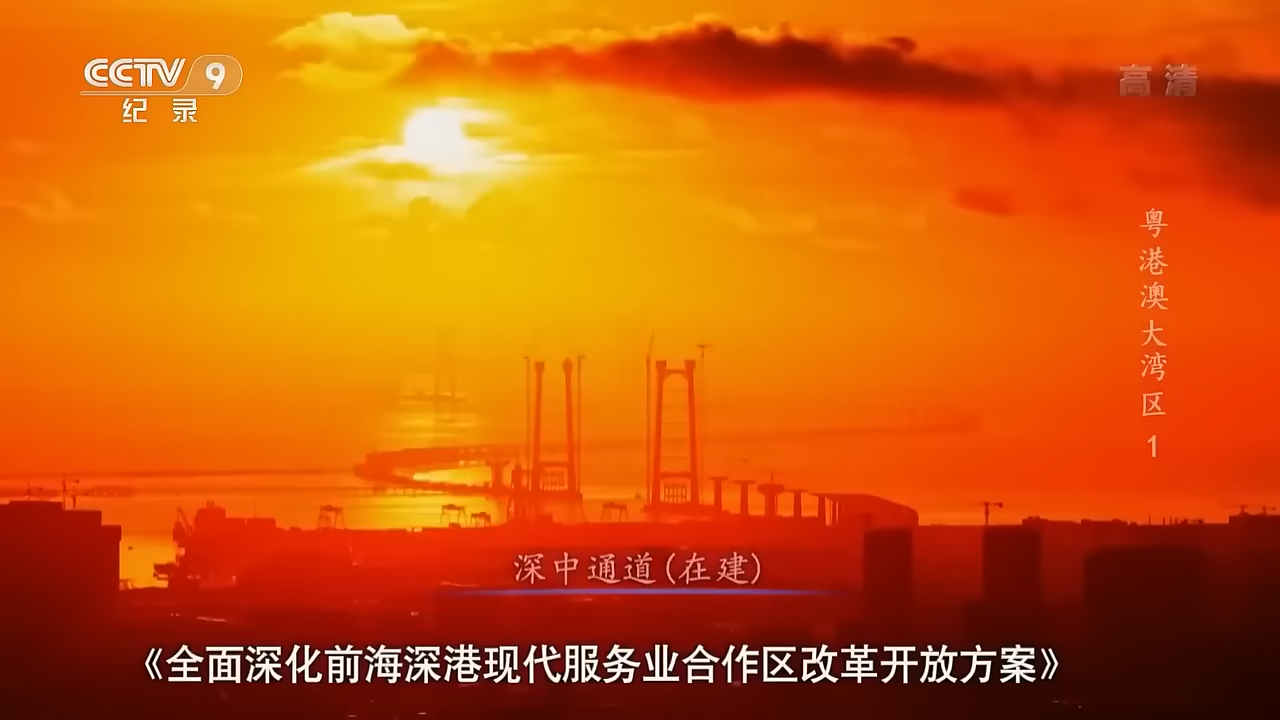 CCTV 9
纪录
高清
粤港澳大湾区 1
深中通道(在建)
《全面深化前海深港现代服务业合作区改革开放方案》